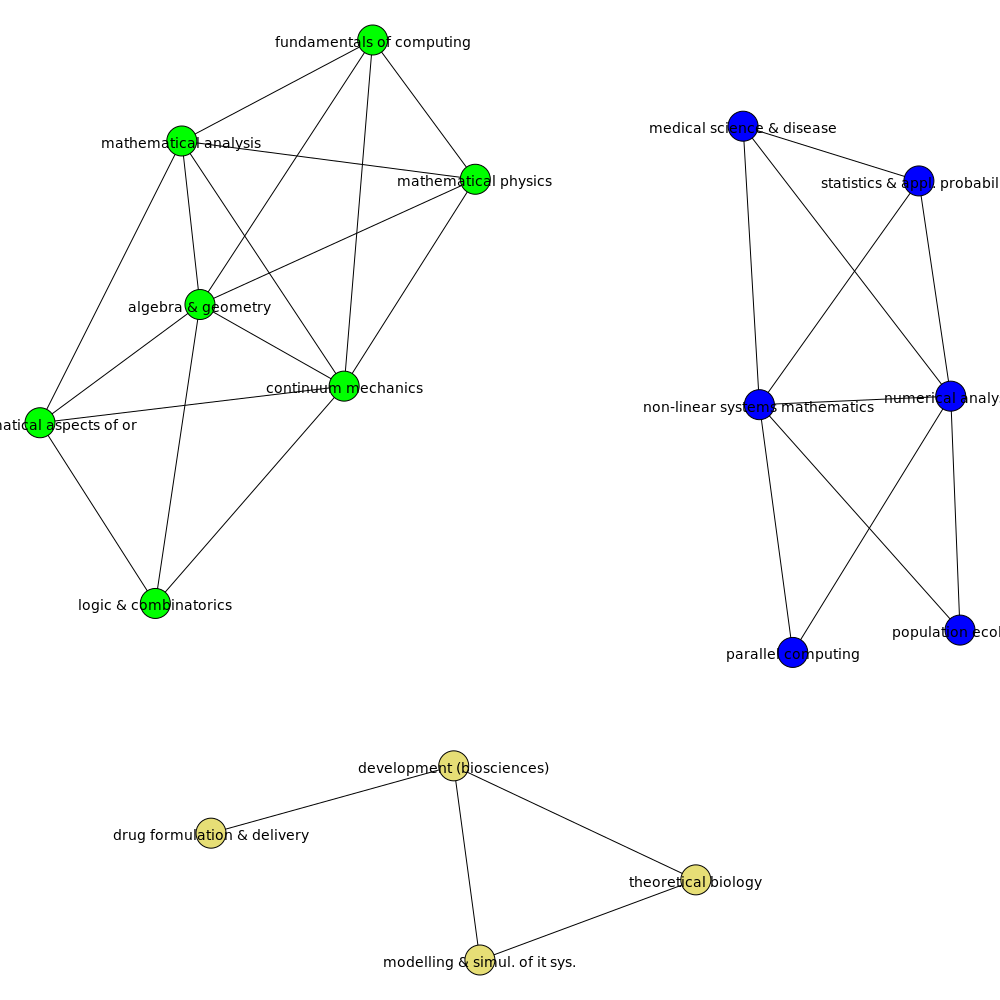 fundamentals of computing
medical science & disease
mathematical analysis
mathematical physics
statistics & appl. probabil
algebra & geometry
continuum mechanics
numerical analys
non-linear systems mathematics
aspects of or
logic & combinatorics
population ecol
parallel computing
development (biosciences)
drug formulation & delivery
theoretical biology
modelling & simul. of it sys.